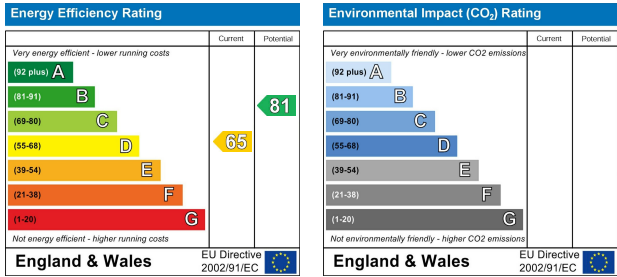 Energy Efficiency Rating
Current Potential
Very energy efficient - lower running costs
(92 plus) A
(81-91) B
(69-80) C
(55-68) D
(39-54) E
(21-38) F
(1-20) G
65
81
Not energy efficient - higher running costs
England & Wales
EU Directive
2002/91/EC
Environmental Impact (CO₂) Rating
Current Potential
Very environmentally friendly - lower CO2 emissions
(92 plus) A
(81-91) B
(69-80) C
(55-68) D
(39-54) E
(21-38) F
(1-20) G
Not environmentally friendly - higher CO2 emissions
England & Wales
EU Directive
2002/91/EC